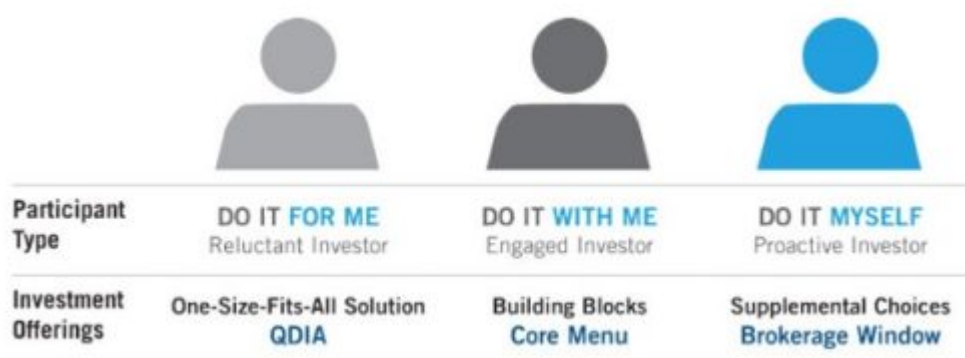 Participant Type
DO IT FOR ME
Reluctant Investor
DO IT WITH ME
Engaged Investor
DO IT MYSELF
Proactive Investor
Investment Offerings
One-Size-Fits-All Solution
QDIA
Building Blocks
Core Menu
Supplemental Choices
Brokerage Window